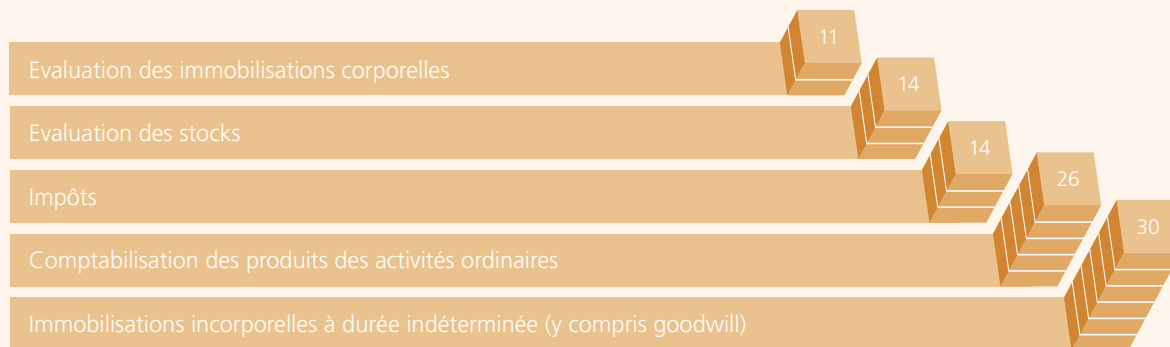 11
Evaluation des immobilisations corporelles
14
Evaluation des stocks
14
Impôts
26
Comptabilisation des produits des activités ordinaires
30
Immobilisations incorporelles à durée indéterminée (y compris goodwill)